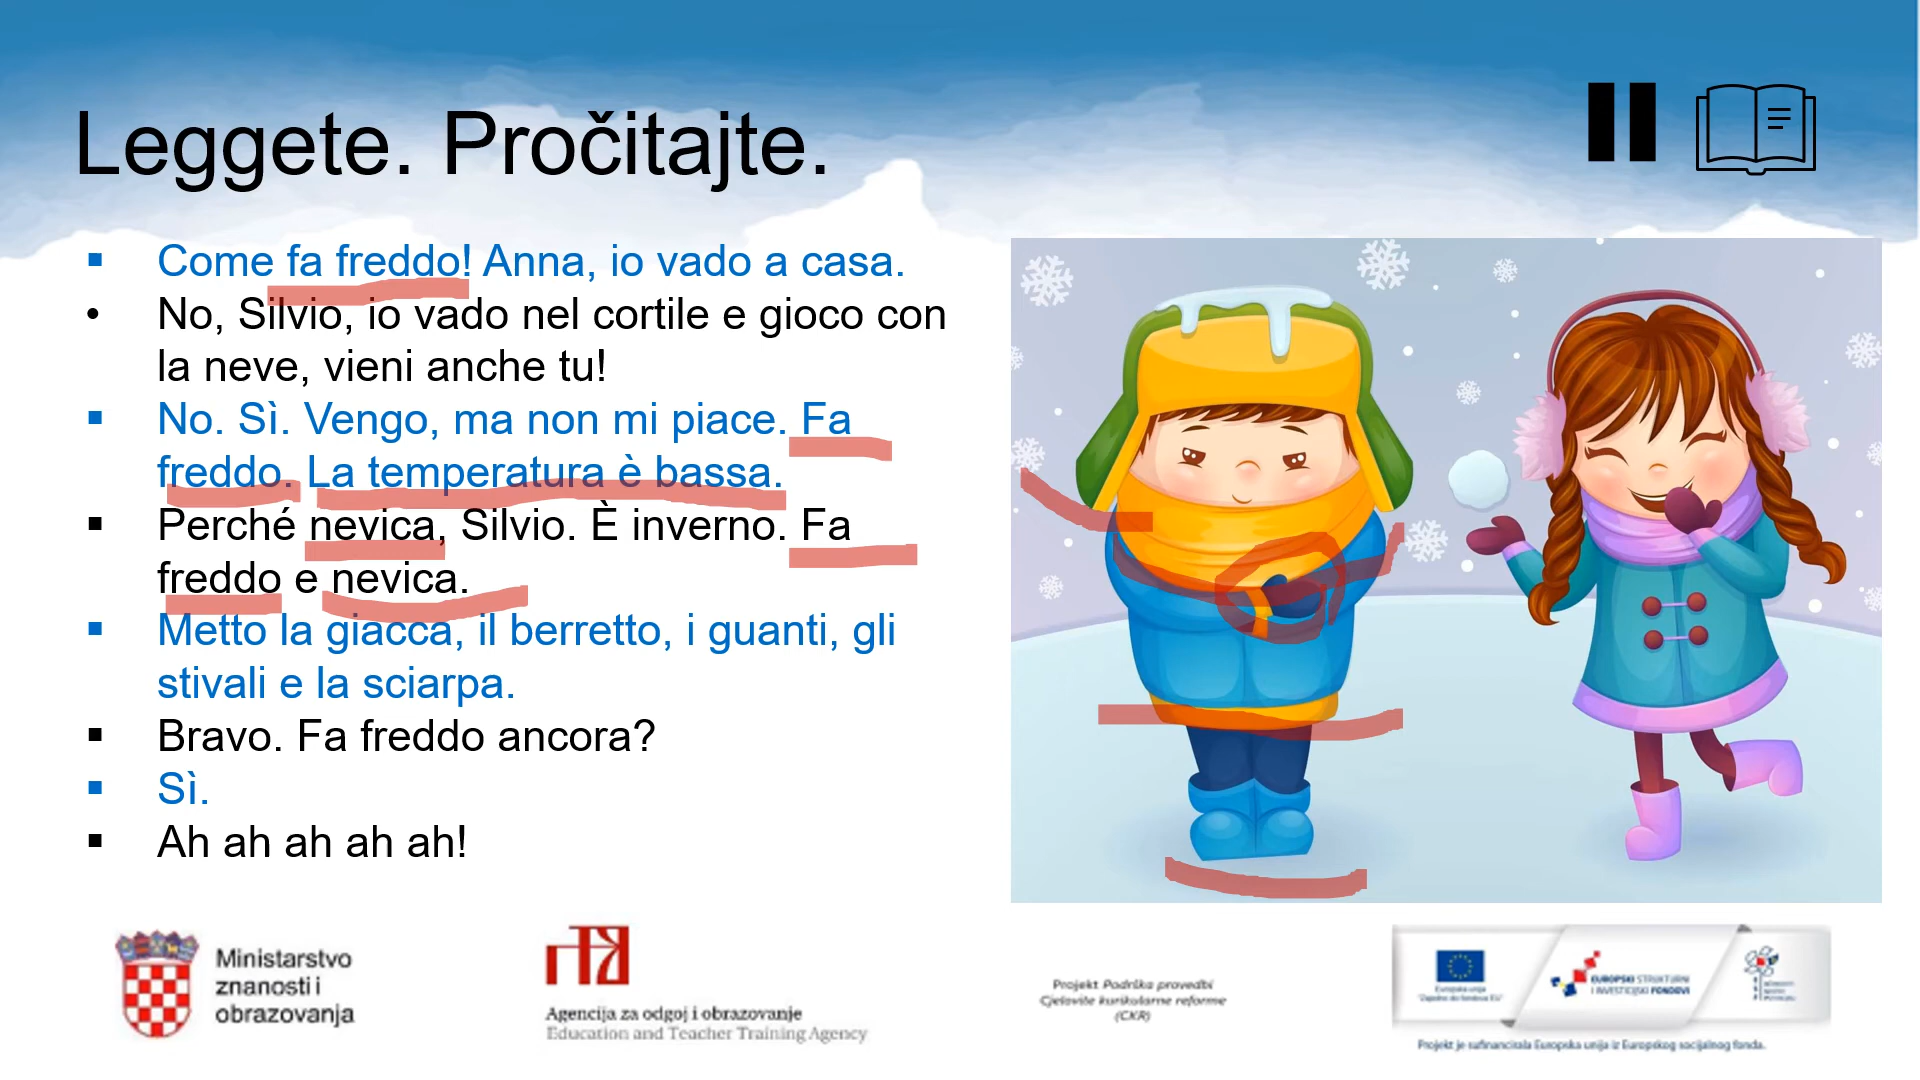 Leggete. Pročitajte.
Come fa freddo! Anna, io vado a casa.
No, Silvio, io vado nel cortile e gioco con
la neve, vieni anche tu!
No. Sì. Vengo, ma non mi piace. Fa
freddo. La temperatura è bassa.
Perché nevica, Silvio. È inverno. Fa
freddo e nevica.
Metto la giacca, il berretto, i guanti, gli
stivali e la sciarpa.
Bravo. Fa freddo ancora?
Sì.
Ah ah ah ah ah!
Ministarstvo
znanosti i
obrazovanja
Agencija za odgoj i obrazovanje
Education and Teacher Training Agency
Projekt Podrška provedbi
Cjelovite kurikularne reforme
(CKR)
Europska unija
EUROPSKI STRUKTURNI
I INVESTICIJSKI FONDOVI
Projekt je sufinancirala Europska unija iz Europskog socijalnog fonda.